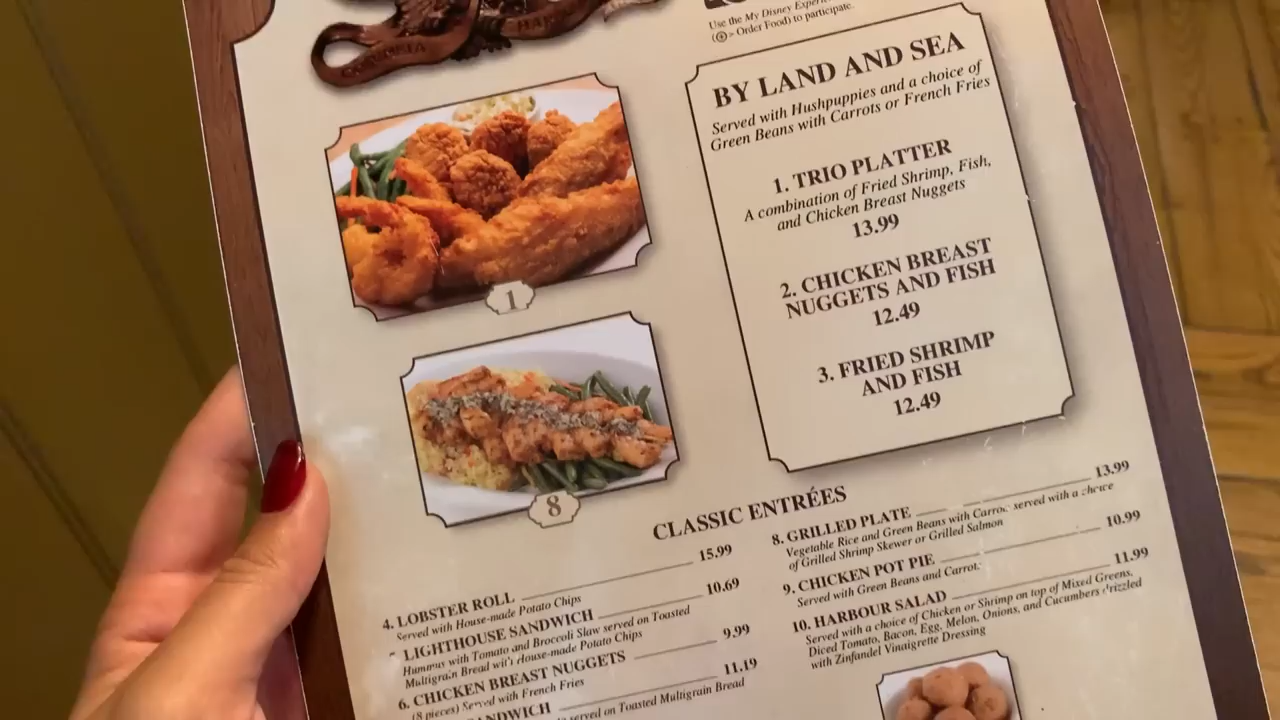 COLUMBIA HAR
Use the My Disney Experi
> Order Food) to participate.
BY LAND AND SEA
Served with Hushpuppies and a choice of
Green Beans with Carrots or French Fries
1. TRIO PLATTER
A combination of Fried Shrimp, Fish,
and Chicken Breast Nuggets
13.99
2. CHICKEN BREAST
NUGGETS AND FISH
12.49
3. FRIED SHRIMP
AND FISH
12.49
1
8
CLASSIC ENTRÉES
4. LOBSTER ROLL 15.99
Served with House-made Potato Chips
LIGHTHOUSE SANDWICH 10.69
Hummus with Tomato and Broccoli Slaw served on Toasted
Multigrain Bread with House-made Potato Chips
6. CHICKEN BREAST NUGGETS 9.99
(8 pieces) Served with French Fries
SANDWICH 11.19
served on Toasted Multigrain Bread
8. GRILLED PLATE 13.99
Vegetable Rice and Green Beans with Carrots served with a choice
of Grilled Shrimp Skewer or Grilled Salmon
9. CHICKEN POT PIE 10.99
Served with Green Beans and Carrots
10. HARBOUR SALAD 11.99
Served with a choice of Chicken or Shrimp on top of Mixed Greens,
Diced Tomato, Bacon, Egg, Melon, Onions, and Cucumbers drizzled
with Zinfandel Vinaigrette Dressing